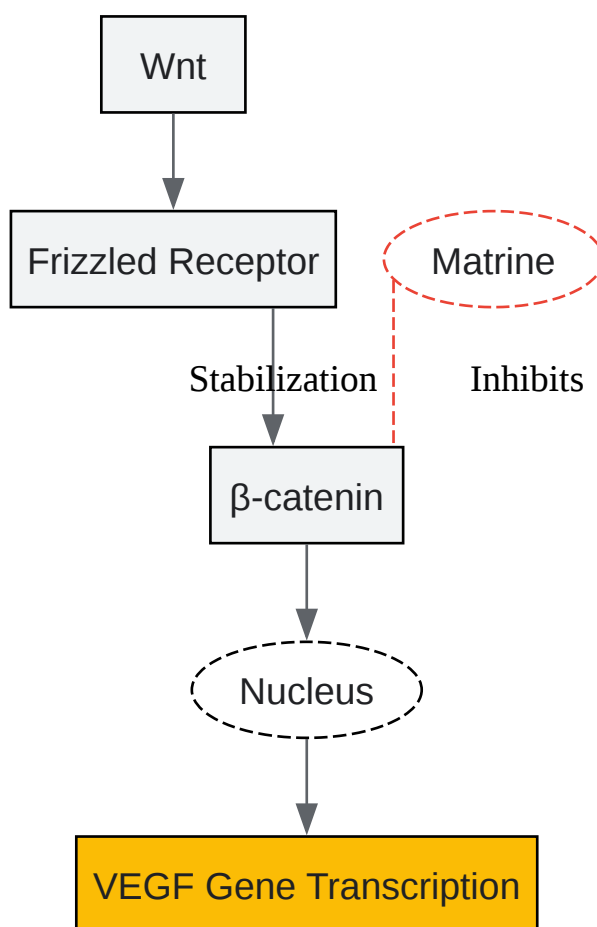 Wnt
Frizzled Receptor
Matrine
Stabilization
Inhibits
β-catenin
Nucleus
VEGF Gene Transcription